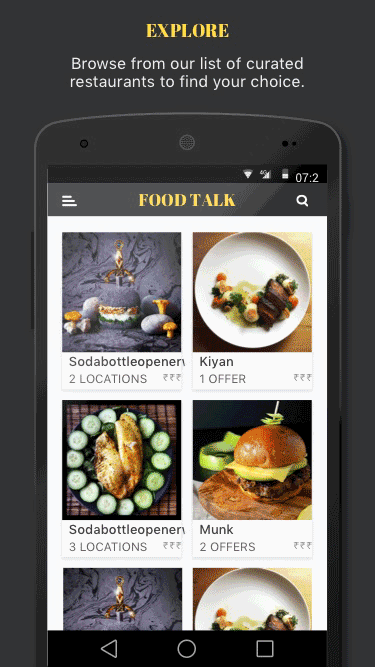 EXPLORE
Browse from our list of curated
restaurants to find your choice.
4G
07:2
FOOD TALK
Sodabottleopenerw
Kiyan
2 LOCATIONS ₹₹₹
1 OFFER ₹₹₹
Sodabottleopenerw
Munk
3 LOCATIONS ₹₹₹
2 OFFERS ₹₹₹